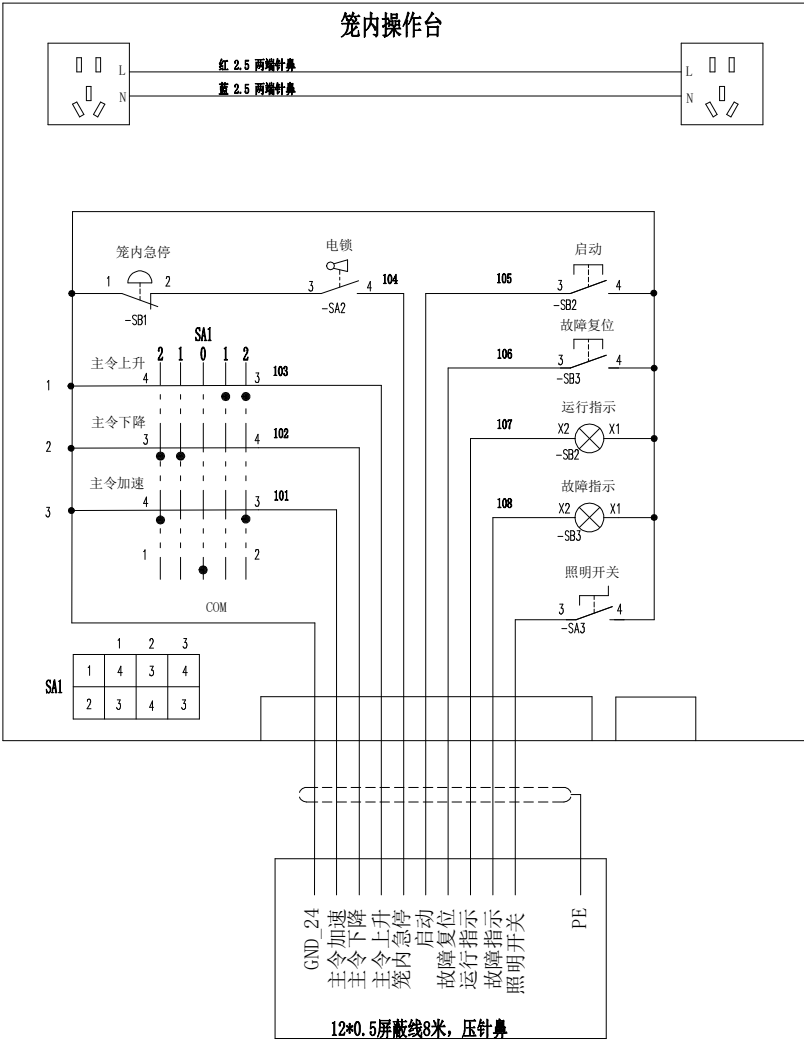 笼内操作台
L 红 2.5 两端针鼻 L
N 蓝 2.5 两端针鼻 N
笼内急停 电锁 启动
1 2 3 4 104 105 3 4
-SB1 -SA2 -SB2
SA1 故障复位
2 1 0 1 2 106 3 4
主令上升 -SB3
1 4 3 103
运行指示
主令下降 107 X2 X1
2 3 4 102 -SB2
主令加速 故障指示
3 4 3 101 108 X2 X1
-SB3
1 2
照明开关
COM 3 4
-SA3
1 2 3
SA1
1 4 3 4
2 3 4 3
GND_24
主令加速
主令下降
主令上升
笼内急停
启动
故障复位
运行指示
故障指示
照明开关
PE
12*0.5屏蔽线8米，压针鼻